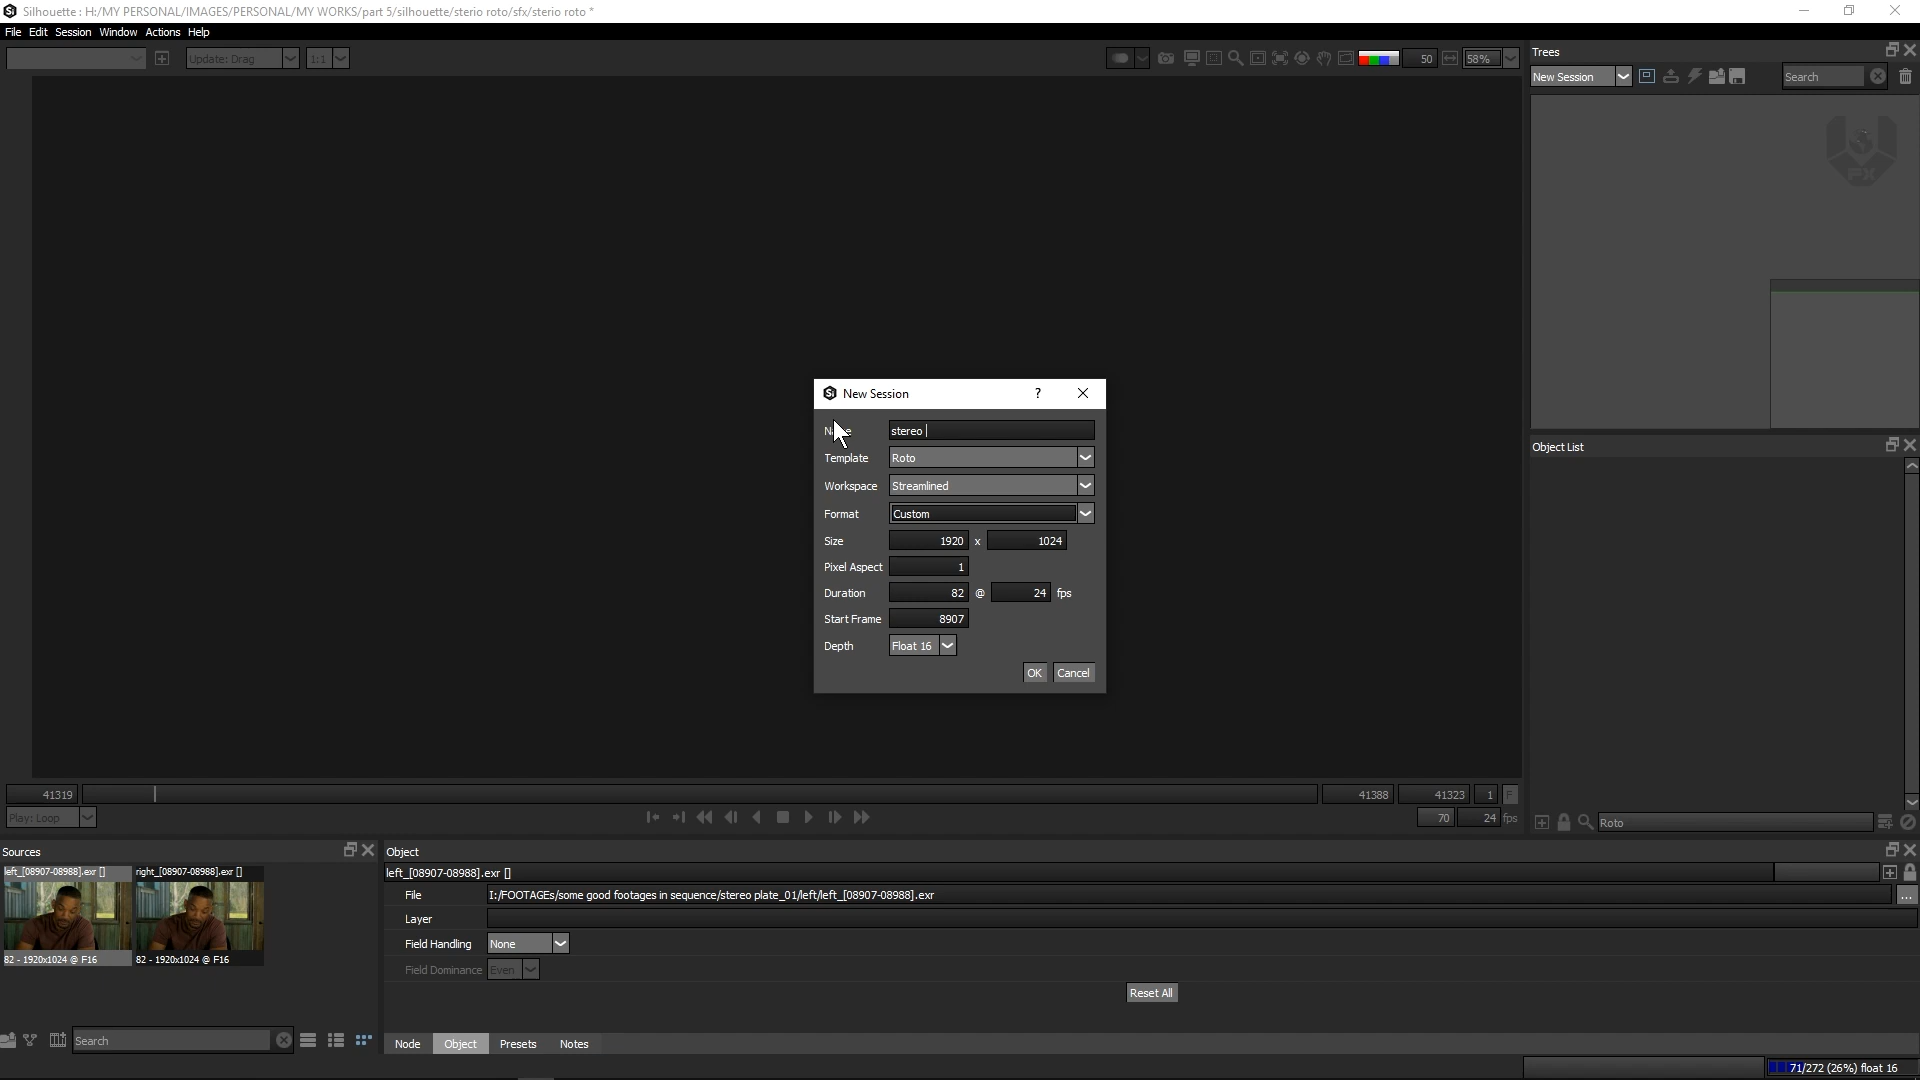 Silhouette : H:/MY PERSONAL/IMAGES/PERSONAL/MY WORKS/part 5/silhouette/sterio roto/sfx/sterio roto *
File Edit Session Window Actions Help
Update: Drag 1:1 50 58%
Trees
New Session Search
FX
New Session ?
Name stereo
Template Roto
Workspace Streamlined
Format Custom
Size 1920 x 1024
Pixel Aspect 1
Duration 82 @ 24 fps
Start Frame 8907
Depth Float 16
OK Cancel
Object List
Roto
41319 41388 41323 1 F
Play: Loop 70 24 fps
Sources
left_[08907-08988].exr [] right_[08907-08988].exr []
82 - 1920x1024 @ F16 82 - 1920x1024 @ F16
Search
Object
left_[08907-08988].exr []
File I:/FOOTAGEs/some good footages in sequence/stereo plate_01/left/left_[08907-08988].exr ...
Layer
Field Handling None
Field Dominance Even
Reset All
Node Object Presets Notes
71/272 (26%) float 16